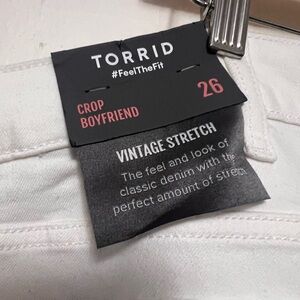 TORRID
#FeelTheFit
CROP
BOYFRIEND
26
VINTAGE STRETCH
The feel and look of
classic denim with the
perfect amount of stretch